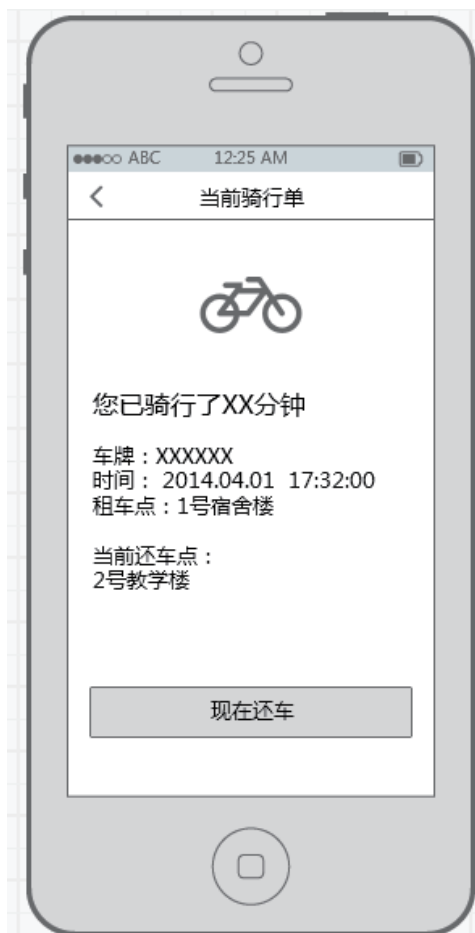 ABC 12:25 AM
当前骑行单
您已骑行了XX分钟
车牌：XXXXXX
时间： 2014.04.01 17:32:00
租车点：1号宿舍楼
当前还车点：
2号教学楼
现在还车